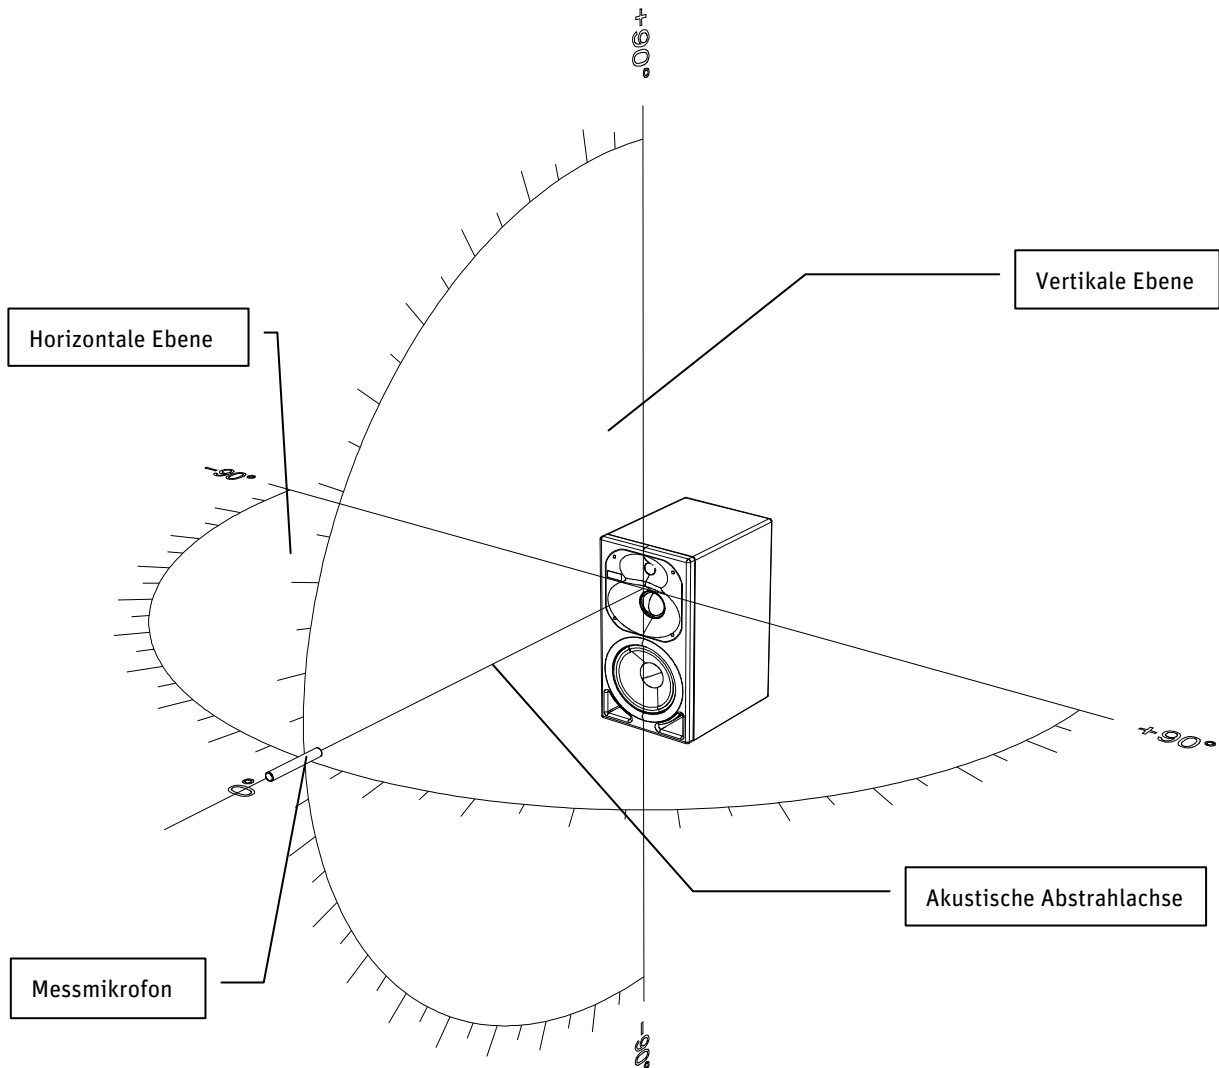 +90°
Vertikale Ebene
Horizontale Ebene
-90°
+90°
0°
Akustische Abstrahlachse
Messmikrofon
-90°